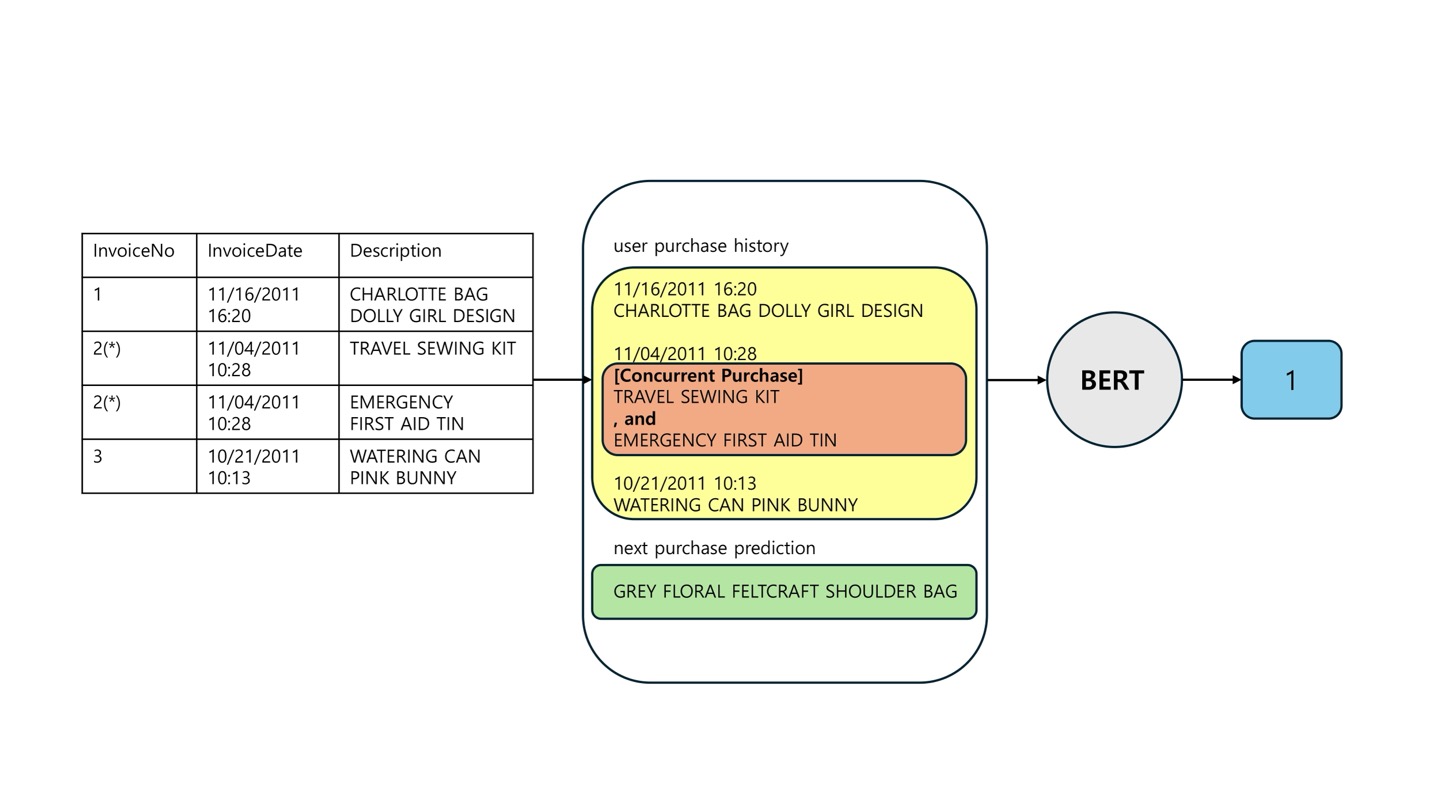 InvoiceNo InvoiceDate Description
1 11/16/2011 CHARLOTTE BAG
16:20 DOLLY GIRL DESIGN
2(*) 11/04/2011 TRAVEL SEWING KIT
10:28
2(*) 11/04/2011 EMERGENCY
10:28 FIRST AID TIN
3 10/21/2011 WATERING CAN
10:13 PINK BUNNY
user purchase history
11/16/2011 16:20
CHARLOTTE BAG DOLLY GIRL DESIGN
11/04/2011 10:28
[Concurrent Purchase]
TRAVEL SEWING KIT
, and
EMERGENCY FIRST AID TIN
10/21/2011 10:13
WATERING CAN PINK BUNNY
next purchase prediction
GREY FLORAL FELTCRAFT SHOULDER BAG
BERT
1